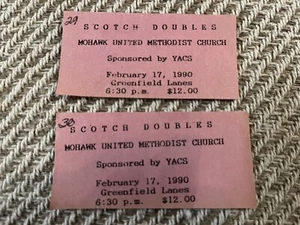 29
SCOTCH DOUBLES
MOHAWK UNITED METHODIST CHURCH
Sponsored by YACS
February 17, 1990
Greenfield Lanes
6:30 p.m. $12.00
30
SCOTCH DOUBLES
MOHAWK UNITED METHODIST CHURCH
Sponsored by YACS
February 17, 1990
Greenfield Lanes
6:30 p.m. $12.00